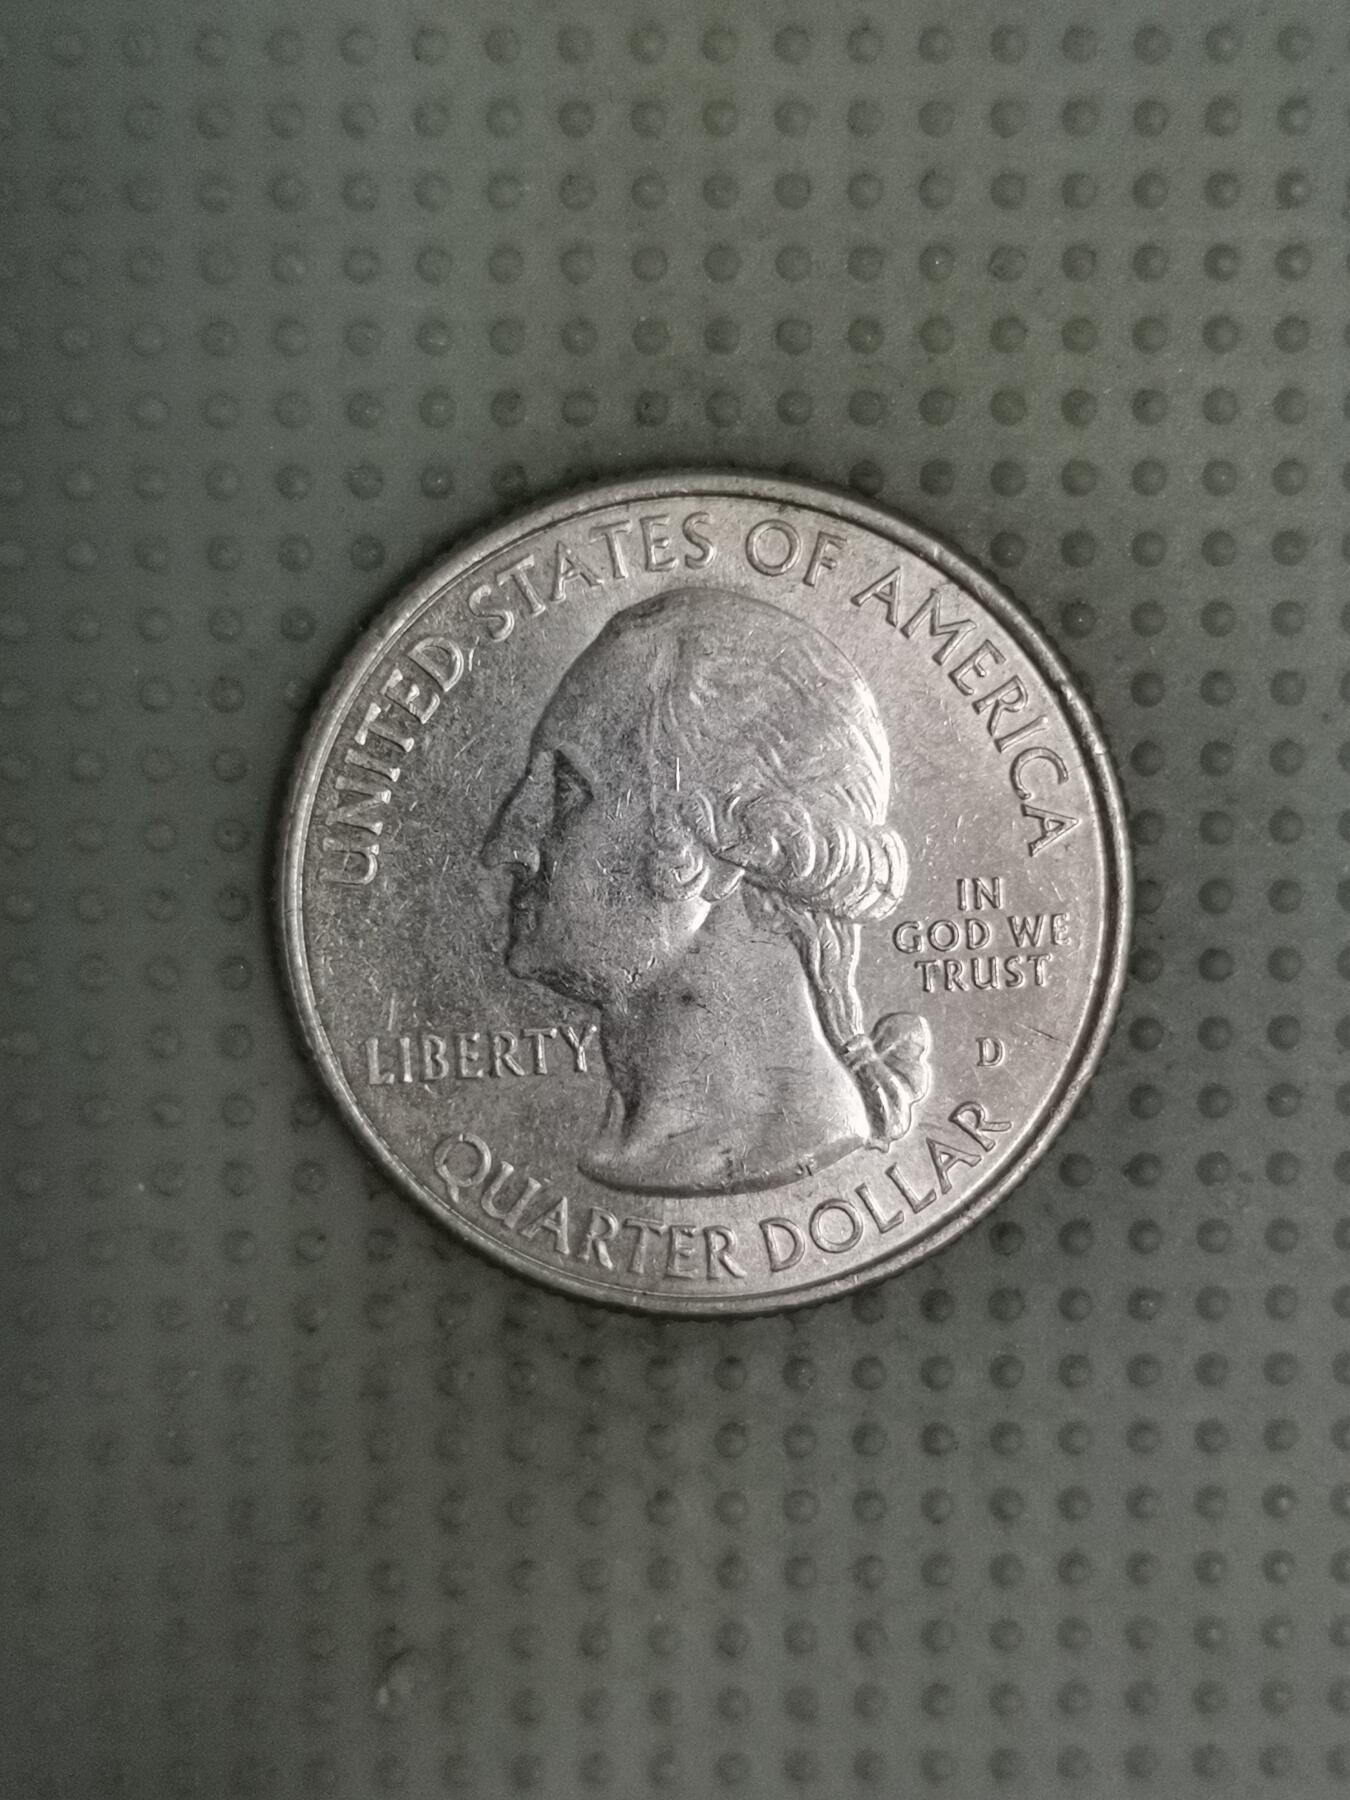 UNITED STATES OF AMERICA
LIBERTY
IN
GOD WE
TRUST
D
QUARTER DOLLAR